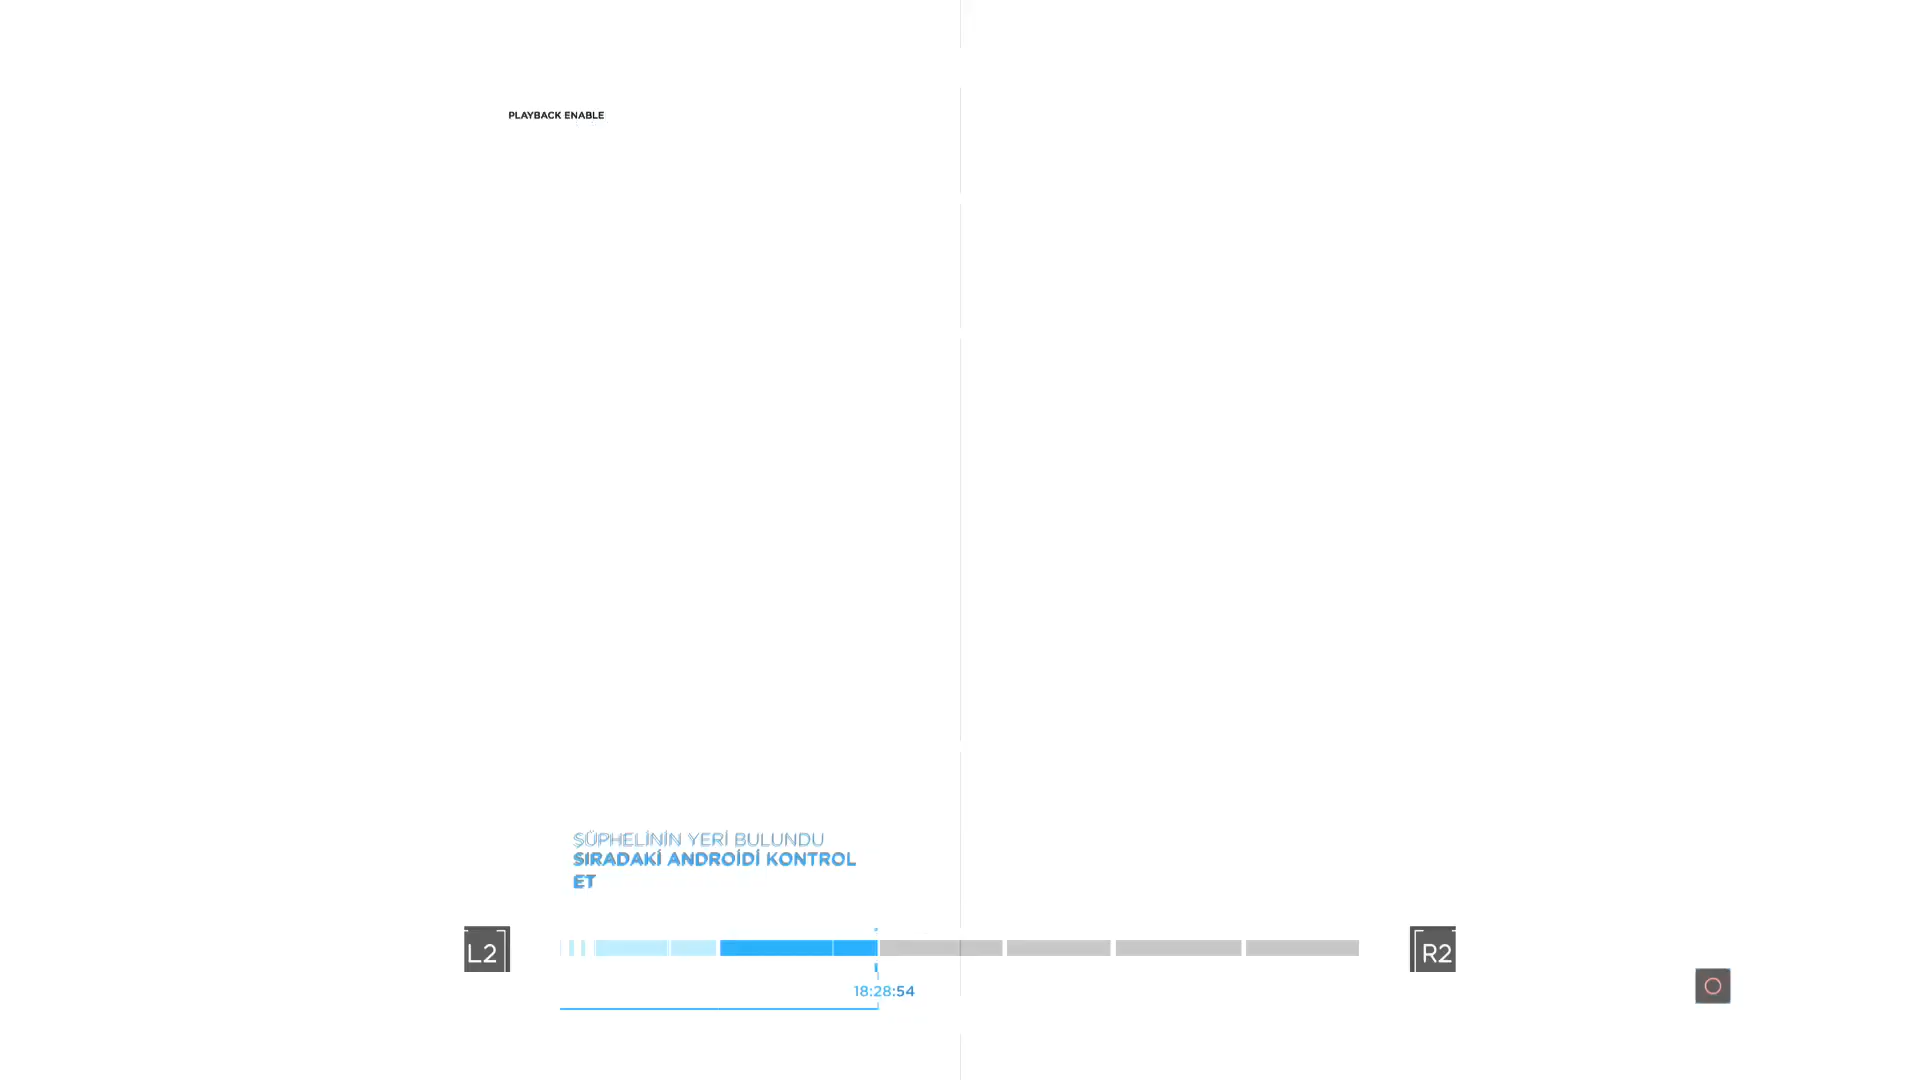 PLAYBACK ENABLE
ŞÜPHELİNİN YERİ BULUNDU
SIRADAKİ ANDROİDİ KONTROL
ET
L2
R2
18:28:54